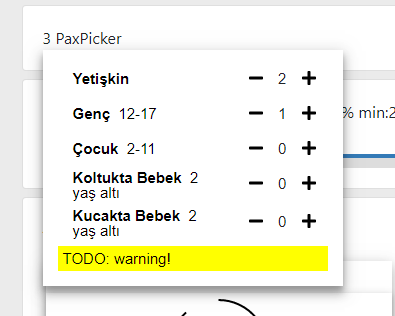 3 PaxPicker
Yetişkin − 2 +
Genç 12-17 − 1 +
% min:2
Çocuk 2-11 − 0 +
Koltukta Bebek 2
yaş altı − 0 +
Kucakta Bebek 2
yaş altı − 0 +
TODO: warning!